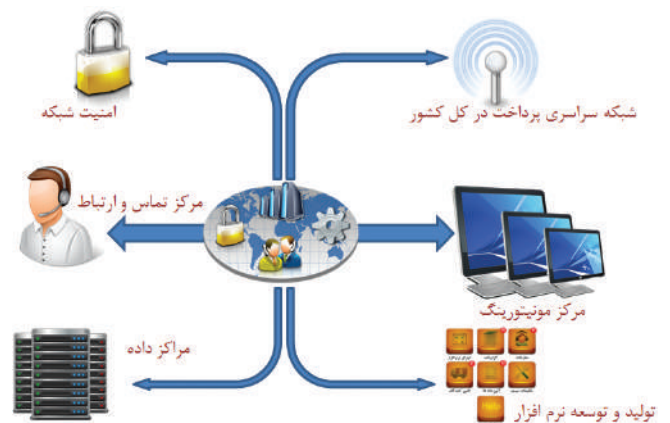 امنیت شبکه
شبکه سراسری پرداخت در کل کشور
مرکز تماس و ارتباط
مرکز مونیتورینگ
مراکز داده
تولید و توسعه نرم افزار